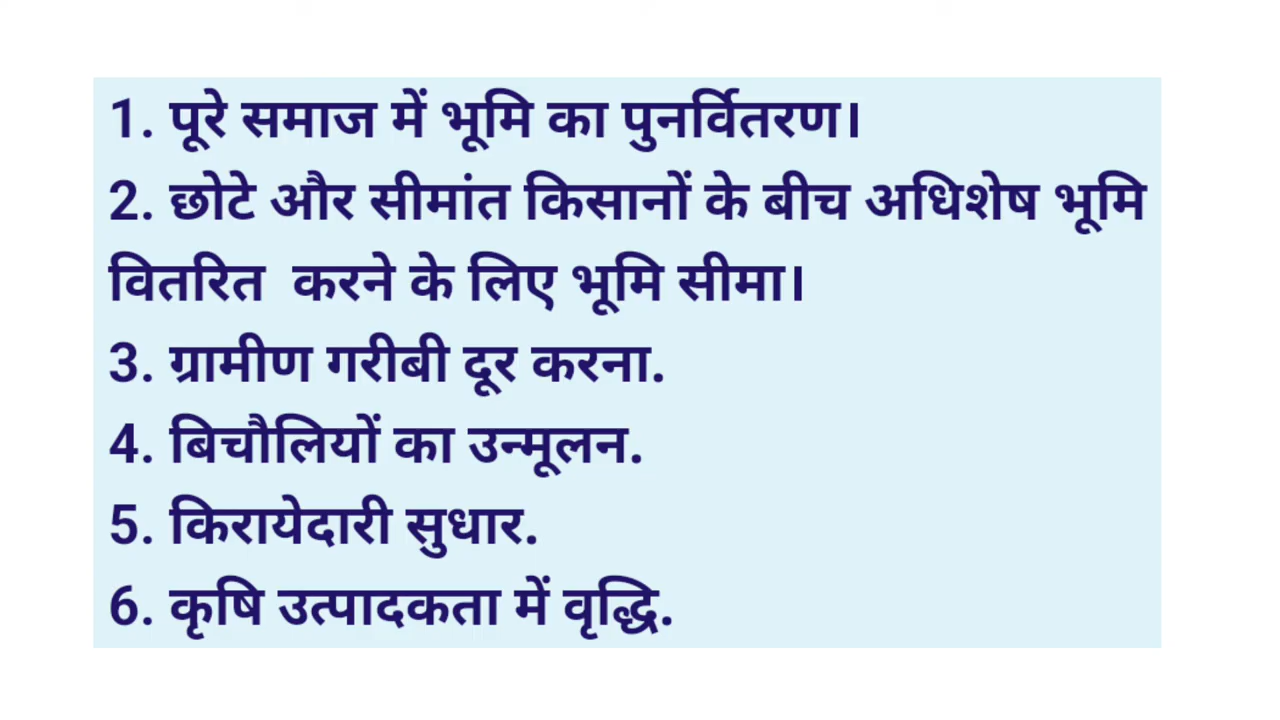 1. पूरे समाज में भूमि का पुनर्वितरण।
2. छोटे और सीमांत किसानों के बीच अधिशेष भूमि
वितरित करने के लिए भूमि सीमा।
3. ग्रामीण गरीबी दूर करना.
4. बिचौलियों का उन्मूलन.
5. किरायेदारी सुधार.
6. कृषि उत्पादकता में वृद्धि.